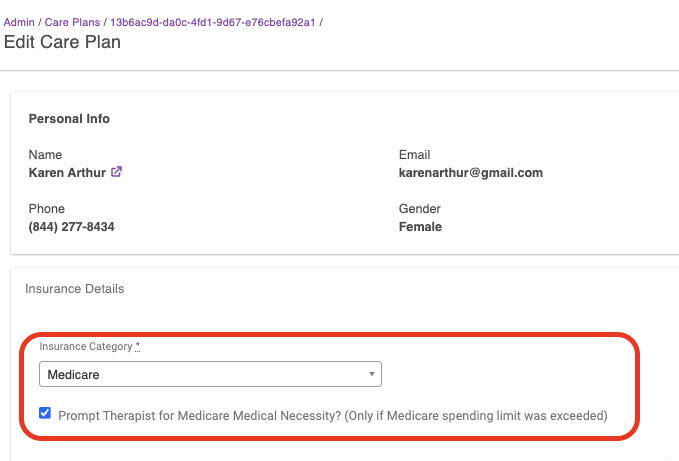 Admin / Care Plans / 13b6ac9d-da0c-4fd1-9d67-e76cbefa92a1 /
Edit Care Plan
Personal Info
Name
Karen Arthur
Email
karenarthur@gmail.com
Phone
(844) 277-8434
Gender
Female
Insurance Details
Insurance Category *
Medicare
Prompt Therapist for Medicare Medical Necessity? (Only if Medicare spending limit was exceeded)